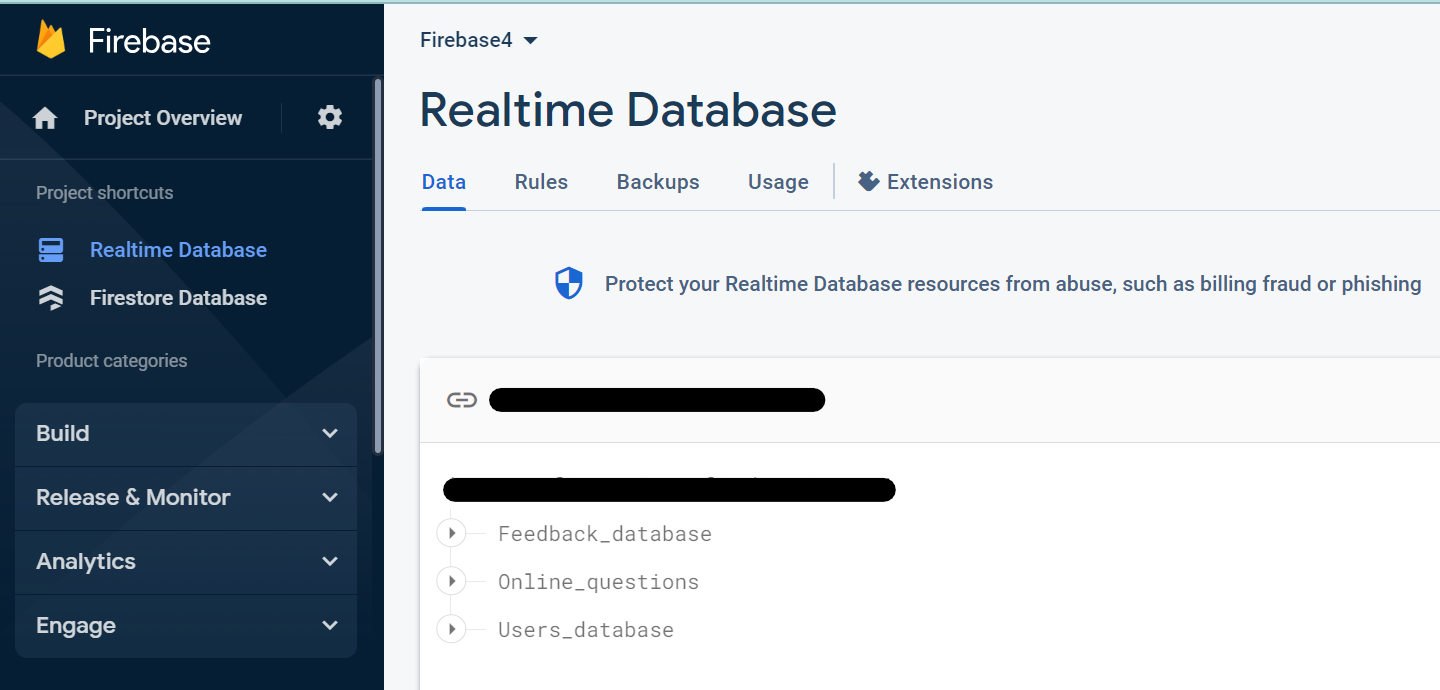 Firebase
Project Overview
Project shortcuts
Realtime Database
Firestore Database
Product categories
Build
Release & Monitor
Analytics
Engage
Firebase4
Realtime Database
Data Rules Backups Usage Extensions
Protect your Realtime Database resources from abuse, such as billing fraud or phishing
Feedback_database
Online_questions
Users_database